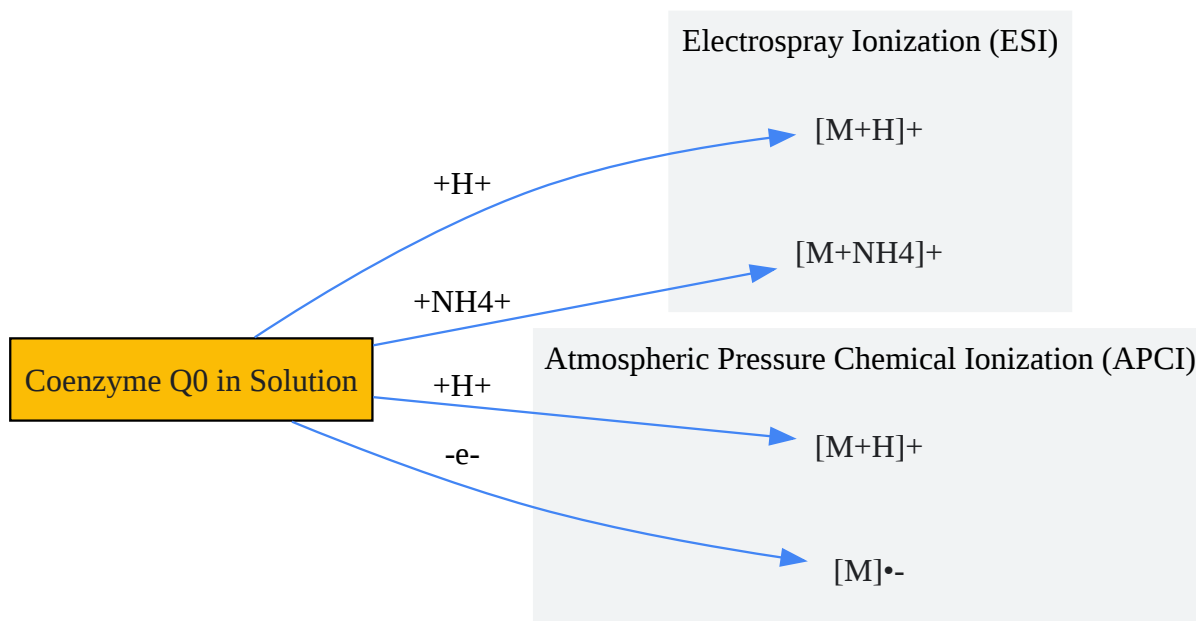 Electrospray Ionization (ESI)
[M+H]+
+H+
[M+NH4]+
+NH4+
Coenzyme Q0 in Solution
Atmospheric Pressure Chemical Ionization (APCI)
+H+
[M+H]+
-e-
[M]•-